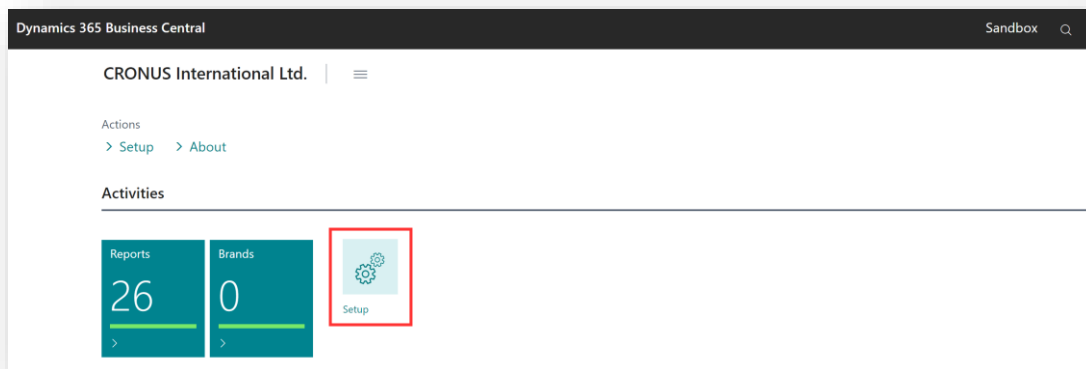 Dynamics 365 Business Central Sandbox
CRONUS International Ltd.
Actions
Setup About
Activities
Reports Brands
26 0
Setup